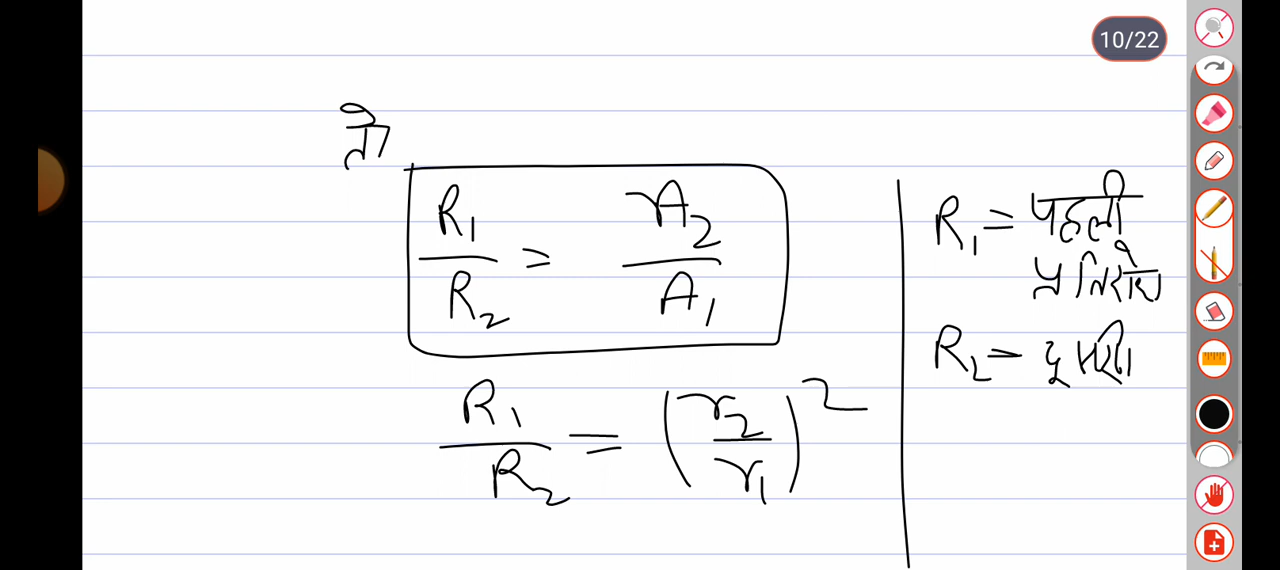 10/22
तो
R₁/R₂ = A₂/A₁
R₁/R₂ = (r₂/r₁)²
R₁ = पहली
प्रतिरोध
R₂ = दूसरी